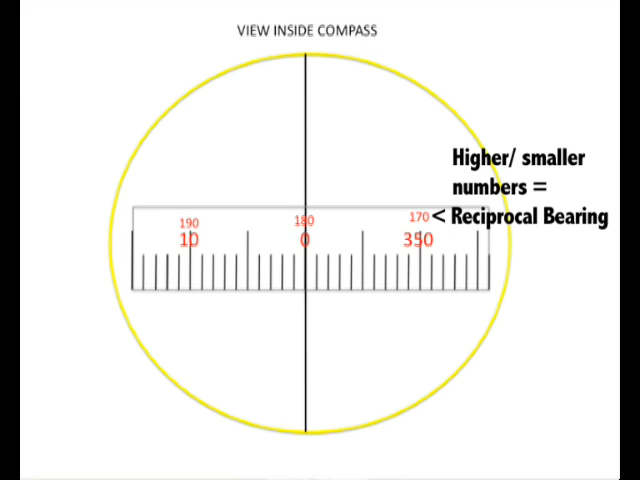 VIEW INSIDE COMPASS
Higher/ smaller
numbers =
< Reciprocal Bearing
190 180 170
10 0 350